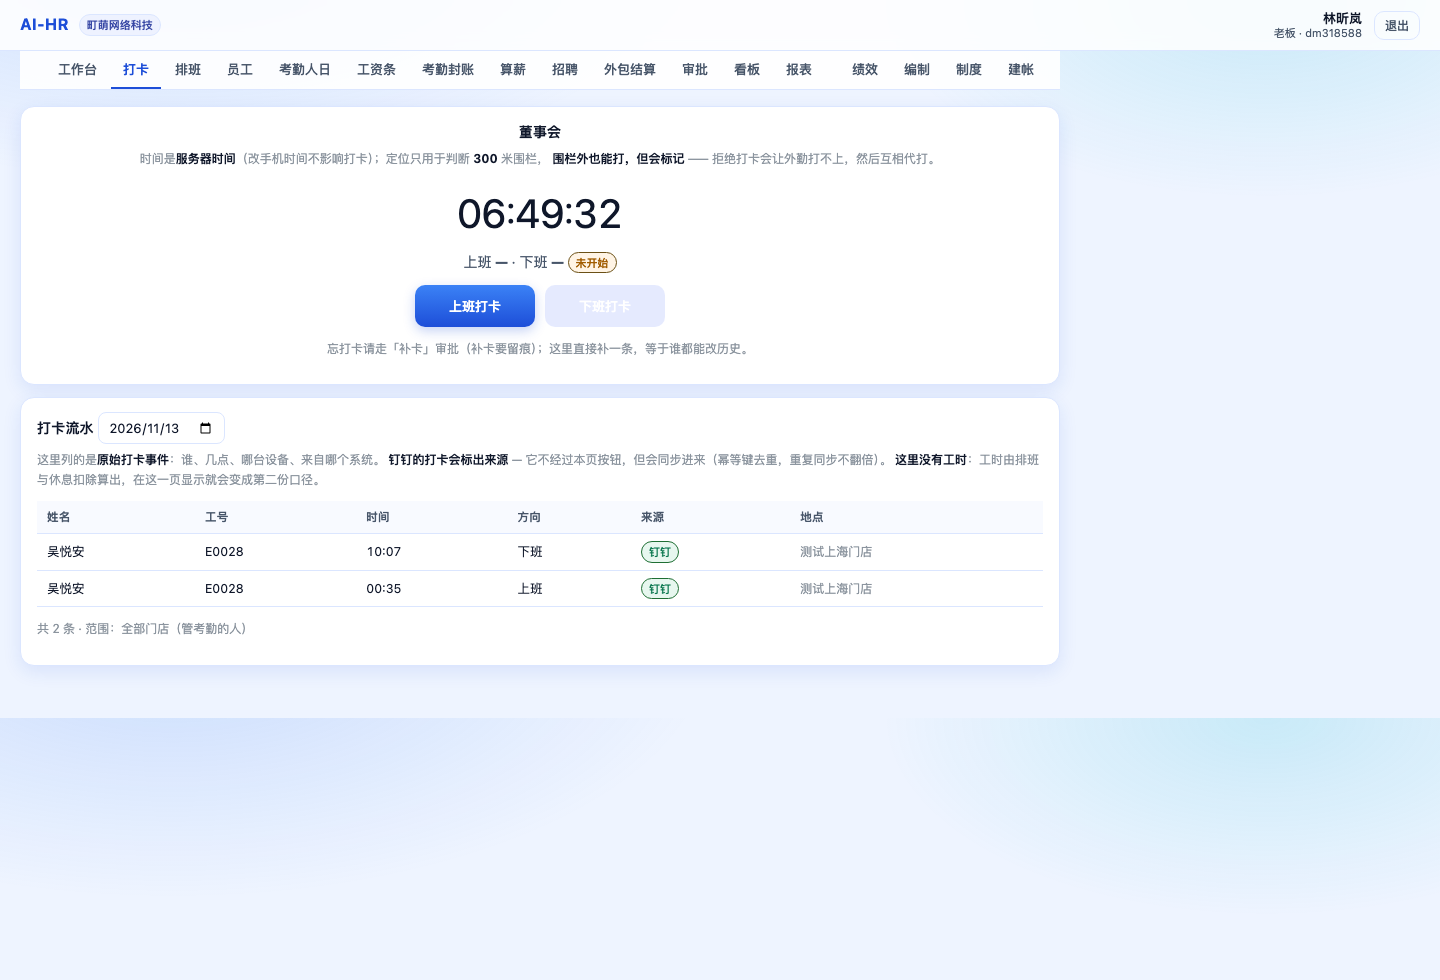 AI-HR 町萌网络科技
林昕岚
老板 · dm318588
退出
工作台 打卡 排班 员工 考勤人日 工资条 考勤封账 算薪 招聘 外包结算 审批 看板 报表 绩效 编制 制度 建帐
董事会
时间是服务器时间（改手机时间不影响打卡）；定位只用于判断 300 米围栏， 围栏外也能打，但会标记 —— 拒绝打卡会让外勤打不上，然后互相代打。
06:49:32
上班 — · 下班 — 未开始
上班打卡 下班打卡
忘打卡请走「补卡」审批（补卡要留痕）；这里直接补一条，等于谁都能改历史。
打卡流水 2026/11/13
这里列的是原始打卡事件：谁、几点、哪台设备、来自哪个系统。 钉钉的打卡会标出来源 — 它不经过本页按钮，但会同步进来（幂等键去重，重复同步不翻倍）。 这里没有工时：工时由排班
与休息扣除算出，在这一页显示就会变成第二份口径。
姓名 工号 时间 方向 来源 地点
吴悦安 E0028 10:07 下班 钉钉 测试上海门店
吴悦安 E0028 00:35 上班 钉钉 测试上海门店
共 2 条 · 范围：全部门店（管考勤的人）